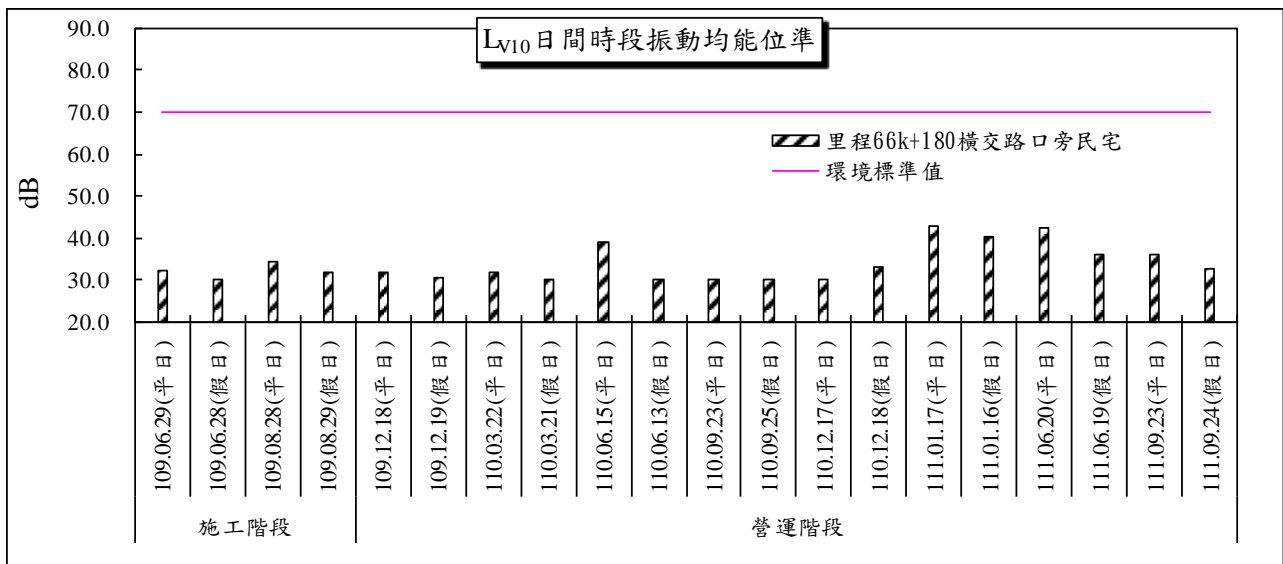 LV10日間時段振動均能位準
90.0
80.0
70.0
60.0
50.0
40.0
30.0
20.0
dB
里程66k+180橫交路口旁民宅
環境標準值
109.06.29(平日)
109.06.28(假日)
109.08.28(平日)
109.08.29(假日)
109.12.18(平日)
109.12.19(假日)
110.03.22(平日)
110.03.21(假日)
110.06.15(平日)
110.06.13(假日)
110.09.23(平日)
110.09.25(假日)
110.12.17(平日)
110.12.18(假日)
111.01.17(平日)
111.01.16(假日)
111.06.20(平日)
111.06.19(假日)
111.09.23(平日)
111.09.24(假日)
施工階段
營運階段